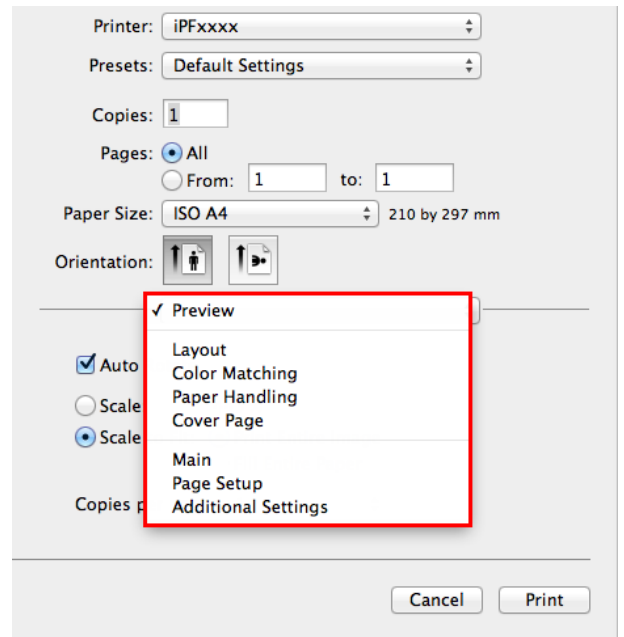 Printer: iPFxxxx
Presets: Default Settings
Copies: 1
Pages: All
From: 1 to: 1
Paper Size: ISO A4 210 by 297 mm
Orientation:
✓ Preview
Layout
Auto
Color Matching
Paper Handling
Scale
Cover Page
Scale
Main
Page Setup
Copies p
Additional Settings
Cancel Print